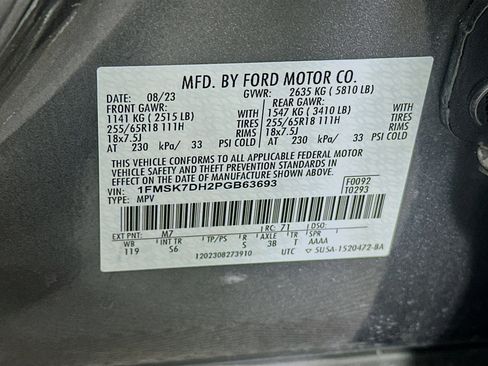 MFD. BY FORD MOTOR CO.
DATE: 08/23 GVWR: 2635 KG ( 5810 LB)
FRONT GAWR: REAR GAWR:
1141 KG ( 2515 LB) WITH 1547 KG ( 3410 LB) WITH
255/65R18 111H TIRES 255/65R18 111H TIRES
18x7.5J RIMS 18x7.5J RIMS
AT 230 kPa/ 33 PSI COLD AT 230 kPa/ 33 PSI COLD
THIS VEHICLE CONFORMS TO ALL APPLICABLE FEDERAL MOTOR
VEHICLE SAFETY AND THEFT PREVENTION STANDARDS IN EFFECT
ON THE DATE OF MANUFACTURE SHOWN ABOVE.
VIN: 1FMSK7DH2PGB63693 F0092
TYPE: MPV T0293
EXT PNT: M7 RC: 71 DSO:
WB INT TR TP/PS R AXLE TR SPR
119 S6 S 3B T AAAA
1202308273910 UTC 5U5A-1520472-BA